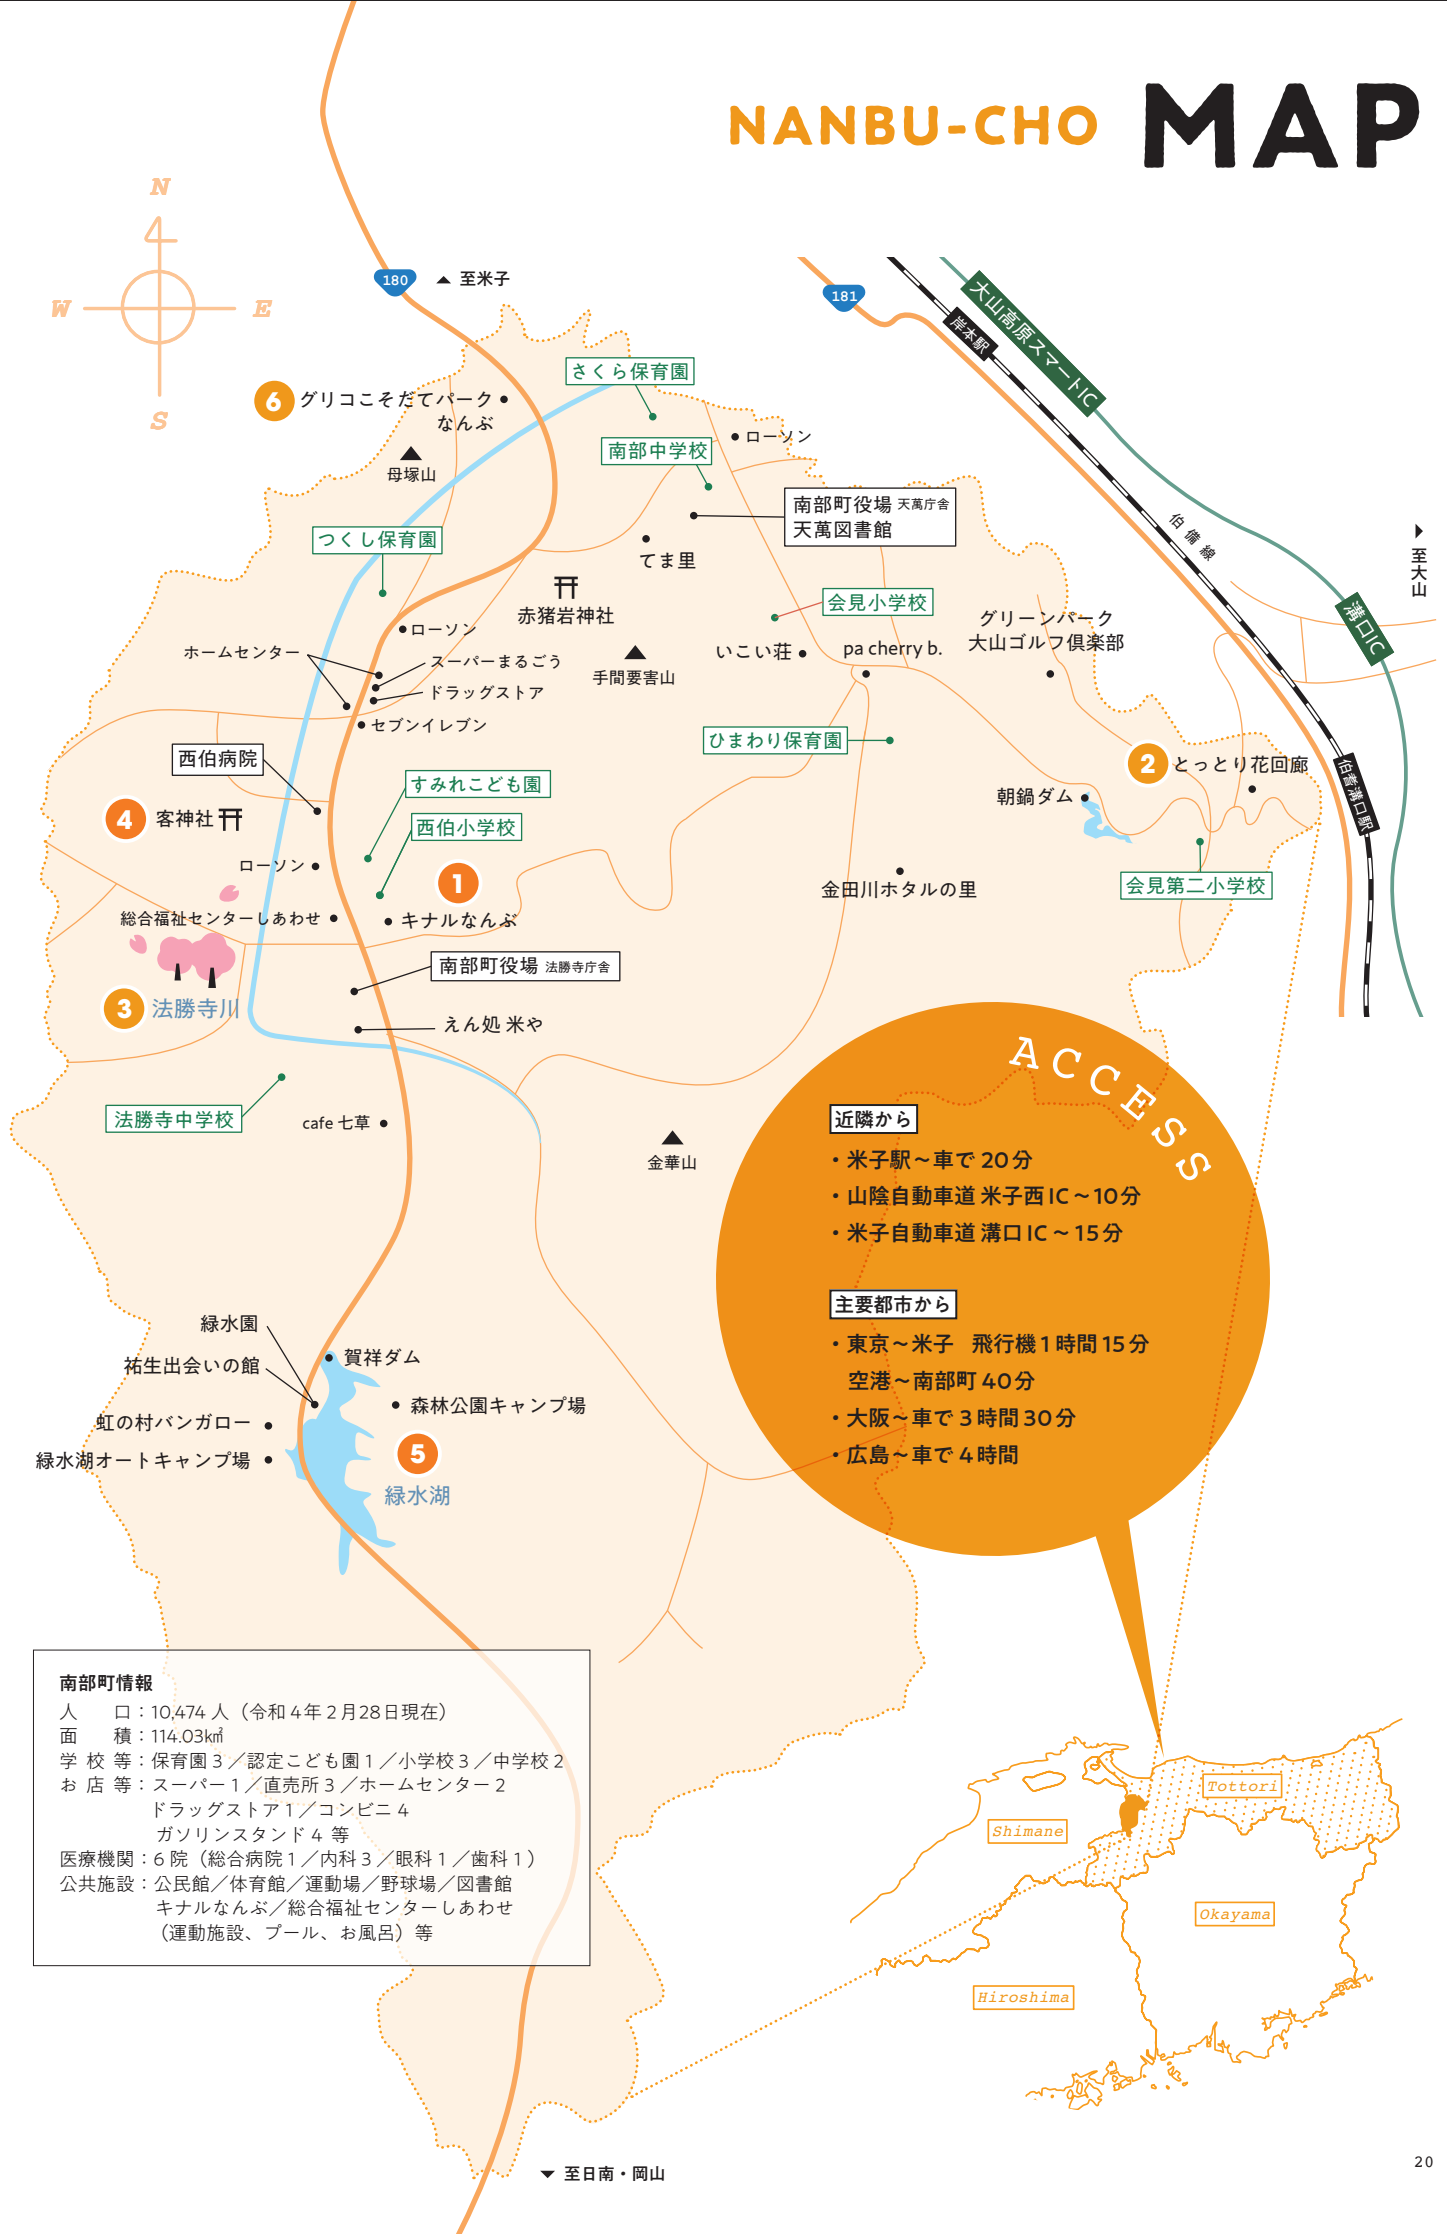 NANBU-CHO MAP
N
W
E
S
180
▲ 至米子
181
大山高原スマートIC
岸本駅
伯備線
▶至大山
溝口IC
伯耆溝口駅
さくら保育園
6 グリコこそだてパーク
なんぶ
南部中学校
ローソン
母塚山
南部町役場 天萬庁舎
天萬図書館
つくし保育園
てま里
赤猪岩神社
会見小学校
グリーンパーク
大山ゴルフ倶楽部
ローソン
ホームセンター
スーパーまるごう
手間要害山
いこい荘
pa cherry b.
ドラッグストア
セブンイレブン
ひまわり保育園
西伯病院
2 とっとり花回廊
すみれこども園
朝鍋ダム
4 客神社
西伯小学校
ローソン
1
キナルなんぶ
金田川ホタルの里
会見第二小学校
総合福祉センターしあわせ
南部町役場 法勝寺庁舎
3 法勝寺川
えん処 米や
法勝寺中学校
cafe 七草
金華山
ACCESS
近隣から
・米子駅～車で 20分
・山陰自動車道 米子西 IC～10分
・米子自動車道 溝口 IC ～ 15分
主要都市から
・東京～米子 飛行機 1 時間 15 分
空港～南部町 40分
・大阪～車で 3 時間 30分
・広島～車で 4 時間
緑水園
祐生出会いの館
賀祥ダム
虹の村バンガロー
森林公園キャンプ場
緑水湖オートキャンプ場
5
緑水湖
南部町情報
人 口：10,474 人（令和 4年 2月28日現在）
面 積：114.03㎢
学 校 等：保育園 3 ／認定こども園 1 ／小学校 3 ／中学校 2
お 店 等：スーパー 1 ／直売所 3 ／ホームセンター 2
ドラッグストア 1 ／コンビニ 4
ガソリンスタンド 4 等
医療機関：6 院（総合病院 1 ／内科 3 ／眼科 1 ／歯科 1 ）
公共施設：公民館／体育館／運動場／野球場／図書館
キナルなんぶ／総合福祉センターしあわせ
（運動施設、プール、お風呂）等
Tottori
Shimane
Okayama
Hiroshima
▼ 至日南・岡山
20